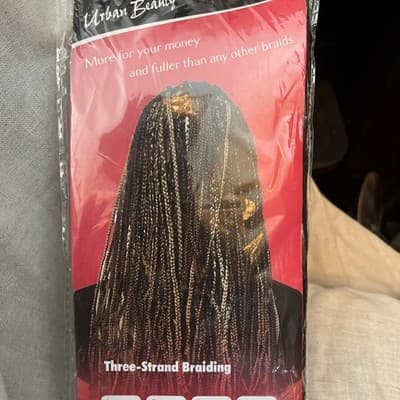 Urban Beauty
More for your money
and fuller than any other braids
Three-Strand Braiding